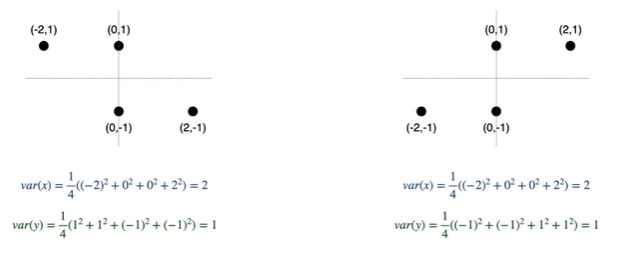 (-2,1) (0,1)
(0,-1) (2,-1)
var(x) = 1/4((−2)² + 0² + 0² + 2²) = 2
var(y) = 1/4(1² + 1² + (−1)² + (−1)²) = 1
(0,1) (2,1)
(-2,-1) (0,-1)
var(x) = 1/4((−2)² + 0² + 0² + 2²) = 2
var(y) = 1/4((−1)² + (−1)² + 1² + 1²) = 1